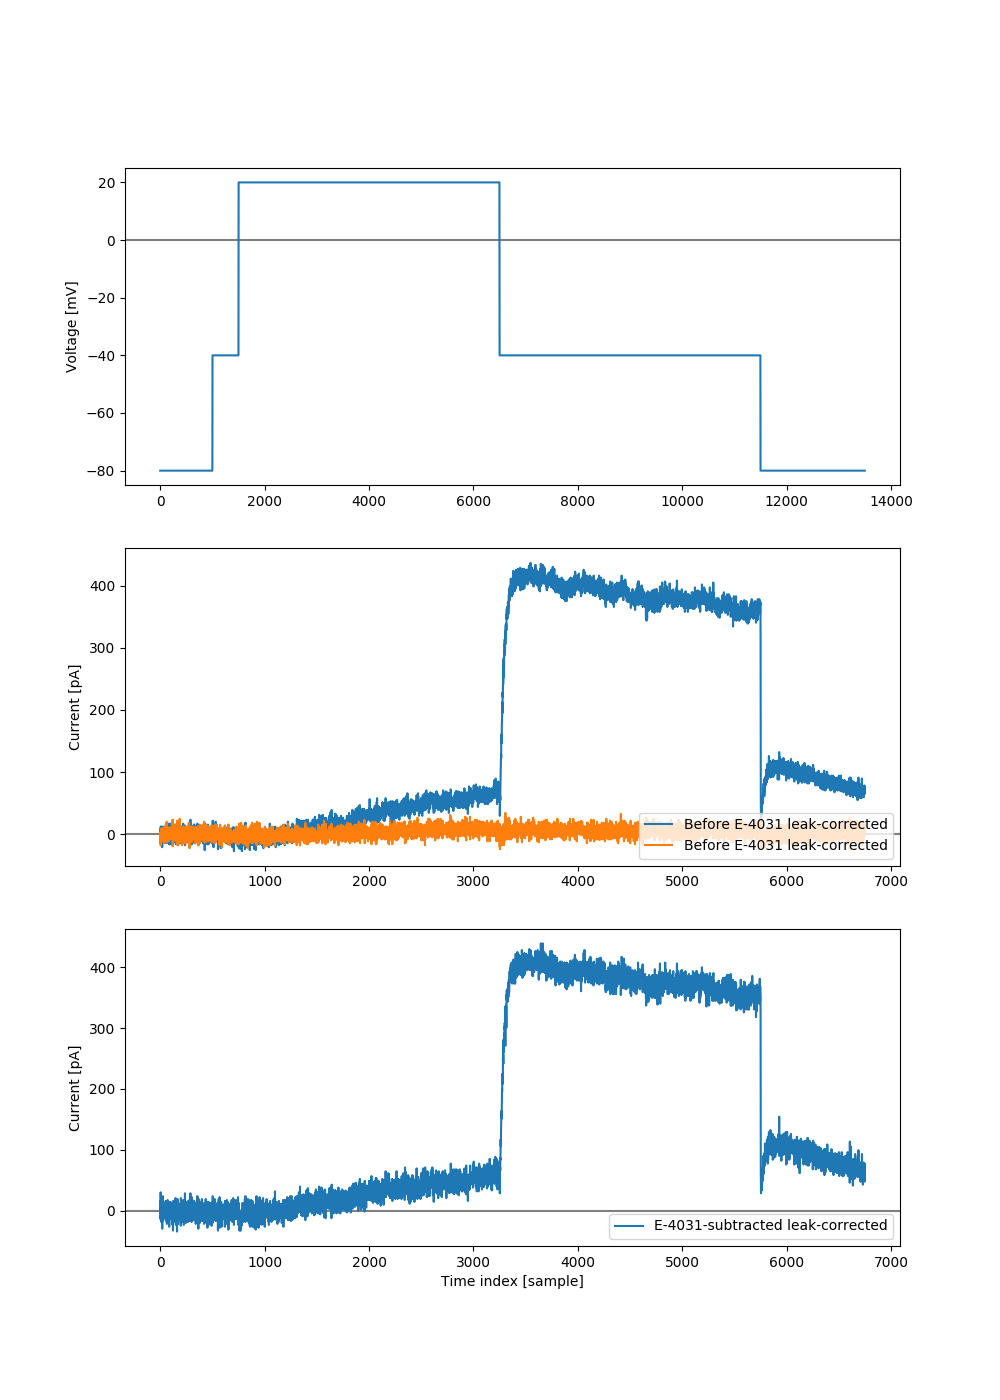 20
0
−20
−40
−60
−80
Voltage [mV]
0 2000 4000 6000 8000 10000 12000 14000
400
300
200
100
0
Current [pA]
Before E-4031 leak-corrected
Before E-4031 leak-corrected
0 1000 2000 3000 4000 5000 6000 7000
400
300
200
100
0
Current [pA]
E-4031-subtracted leak-corrected
0 1000 2000 3000 4000 5000 6000 7000
Time index [sample]